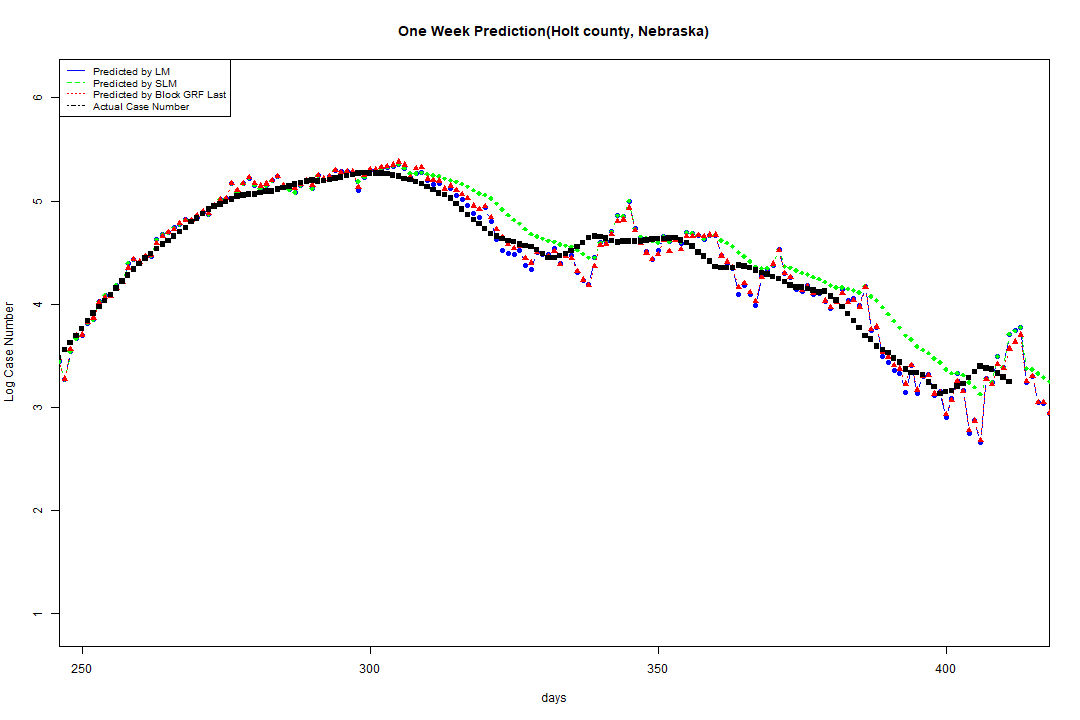 One Week Prediction(Holt county, Nebraska)
Predicted by LM
Predicted by SLM
Predicted by Block GRF Last
Actual Case Number
6
5
4
3
2
1
Log Case Number
250 300 350 400
days